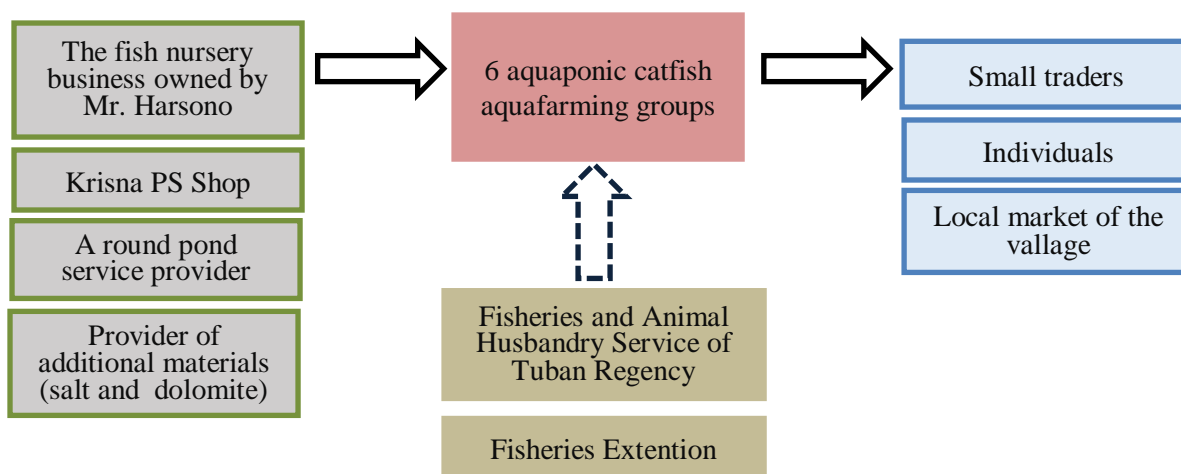 The fish nursery
business owned by
Mr. Harsono
Krisna PS Shop
A round pond
service provider
Provider of
additional materials
(salt and dolomite)
6 aquaponic catfish
aquafarming groups
Fisheries and Animal
Husbandry Service of
Tuban Regency
Fisheries Extention
Small traders
Individuals
Local market of the
vallage